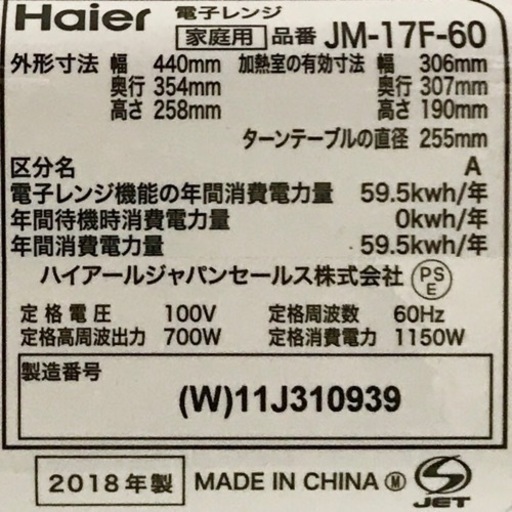 Haier 電子レンジ 家庭用 品番 JM-17F-60
外形寸法 幅 440mm 加熱室の有効寸法 幅 306mm
奥行 354mm 奥行 307mm
高さ 258mm 高さ 190mm
ターンテーブルの直径 255mm
区分名 A
電子レンジ機能の年間消費電力量 59.5kwh/年
年間待機時消費電力量 0kwh/年
年間消費電力量 59.5kwh/年
ハイアールジャパンセールス株式会社 PSE
定格電圧 100V 定格周波数 60Hz
定格高周波出力 700W 定格消費電力 1150W
製造番号
(W)11J310939
2018年製 MADE IN CHINA Ⓜ JET